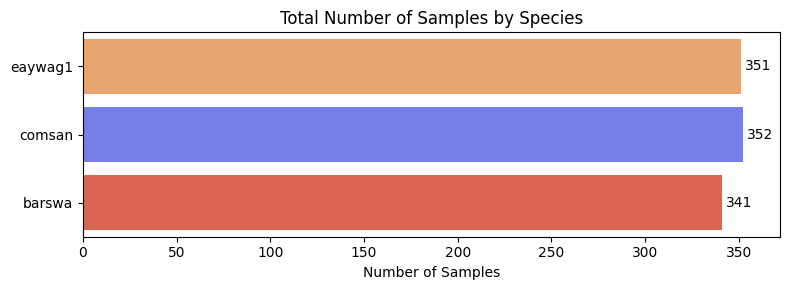 Total Number of Samples by Species
eaywag1
351
comsan
352
barswa
341
0 50 100 150 200 250 300 350
Number of Samples